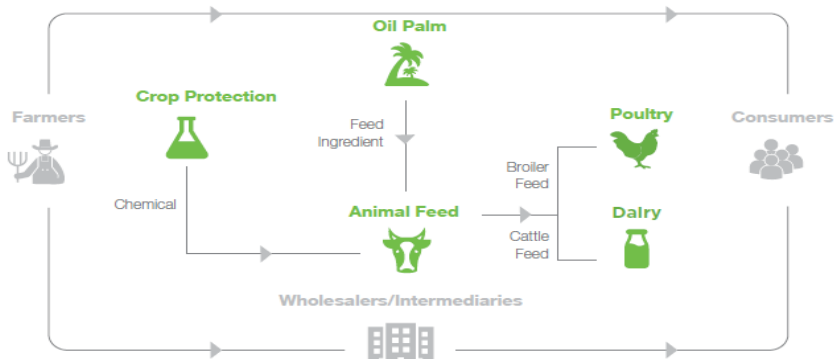 Oil Palm
Crop Protection
Farmers
Feed
Ingredient
Poultry
Consumers
Broiler
Feed
Chemical
Animal Feed
Dairy
Cattle
Feed
Wholesalers/Intermediaries